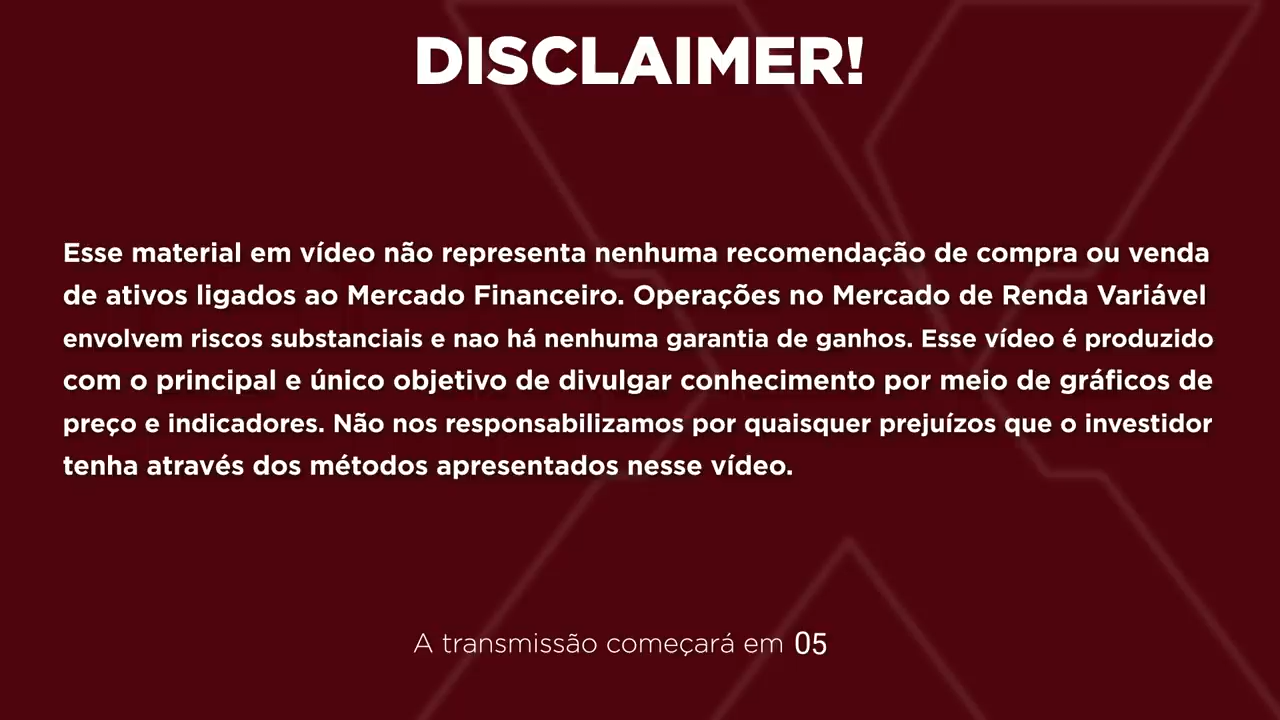 DISCLAIMER!
Esse material em vídeo não representa nenhuma recomendação de compra ou venda
de ativos ligados ao Mercado Financeiro. Operações no Mercado de Renda Variável
envolvem riscos substanciais e nao há nenhuma garantia de ganhos. Esse vídeo é produzido
com o principal e único objetivo de divulgar conhecimento por meio de gráficos de
preço e indicadores. Não nos responsabilizamos por quaisquer prejuízos que o investidor
tenha através dos métodos apresentados nesse vídeo.
A transmissão começará em 05